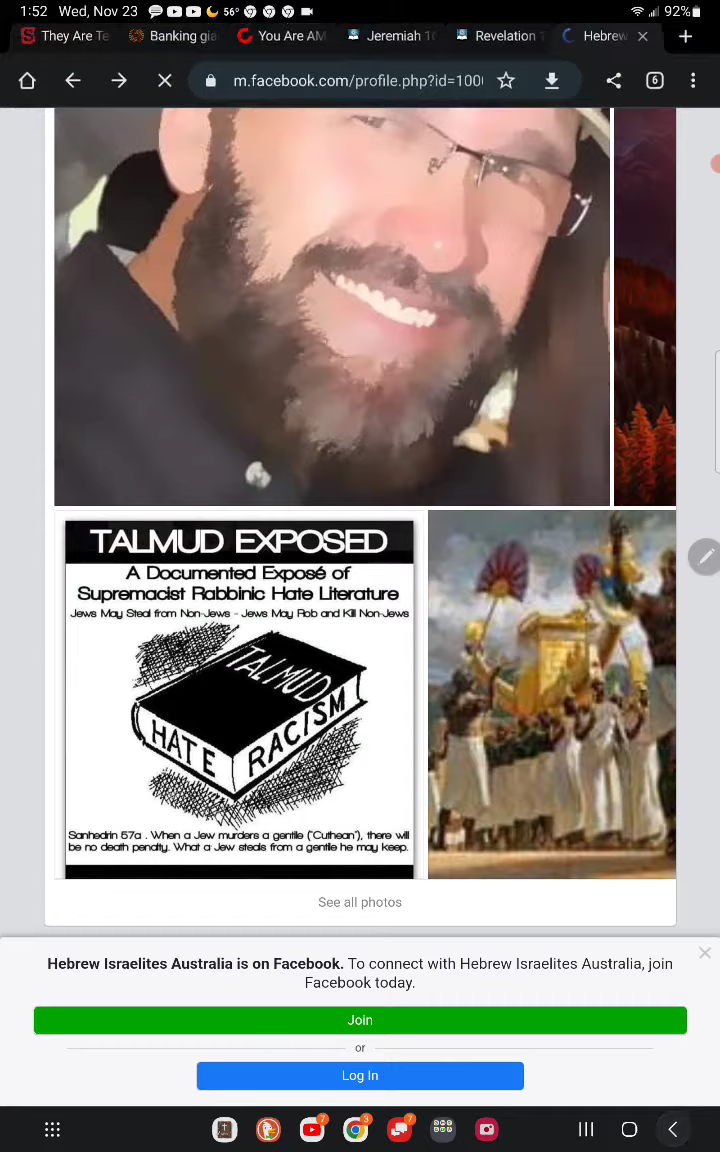 1:52 Wed, Nov 23 56° 92%
They Are Te Banking gia You Are AM Jeremiah 1 Revelation Hebrew
m.facebook.com/profile.php?id=100 6
TALMUD EXPOSED
A Documented Exposé of
Supremacist Rabbinic Hate Literature
Jews May Steal from Non-Jews - Jews May Rob and Kill Non-Jews
TALMUD
HATE RACISM
Sanhedrin 57a . When a Jew murders a gentile ("Cuthean"), there will
be no death penalty. What a Jew steals from a gentile he may keep.
See all photos
Hebrew Israelites Australia is on Facebook. To connect with Hebrew Israelites Australia, join
Facebook today.
Join
or
Log In
7 3 7